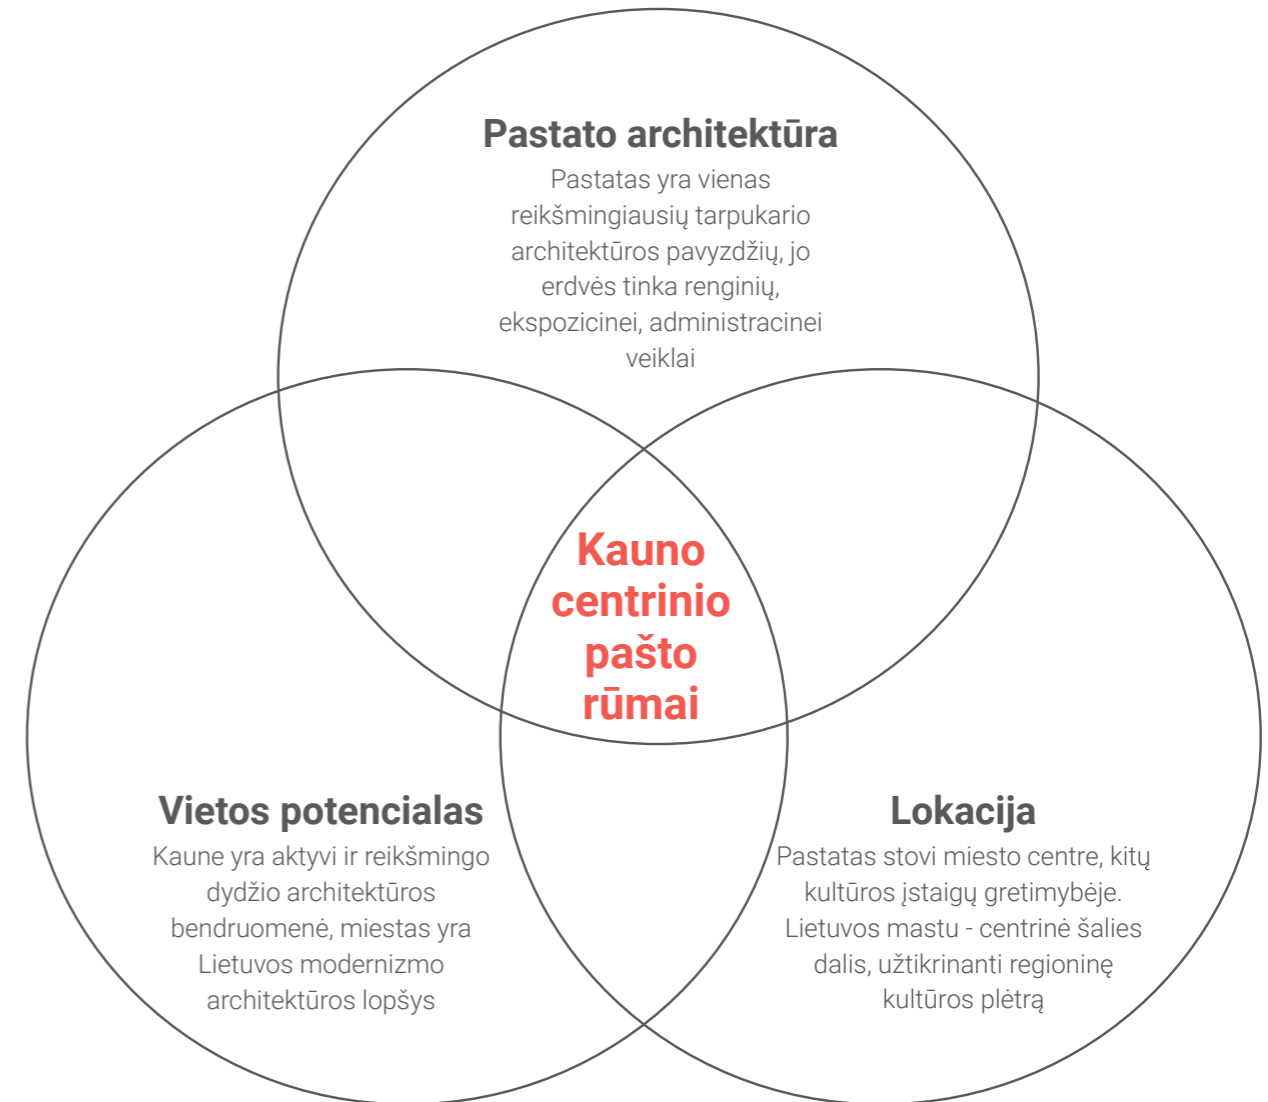 Pastato architektūra
Pastatas yra vienas
reikšmingiausių tarpukario
architektūros pavyzdžių, jo
erdvės tinka renginių,
ekspozicinei, administracinei
veiklai
Kauno
centrinio
pašto
rūmai
Vietos potencialas
Kaune yra aktyvi ir reikšmingo
dydžio architektūros
bendruomenė, miestas yra
Lietuvos modernizmo
architektūros lopšys
Lokacija
Pastatas stovi miesto centre, kitų
kultūros įstaigų gretimybėje.
Lietuvos mastu - centrinė šalies
dalis, užtikrinanti regioninę
kultūros plėtrą